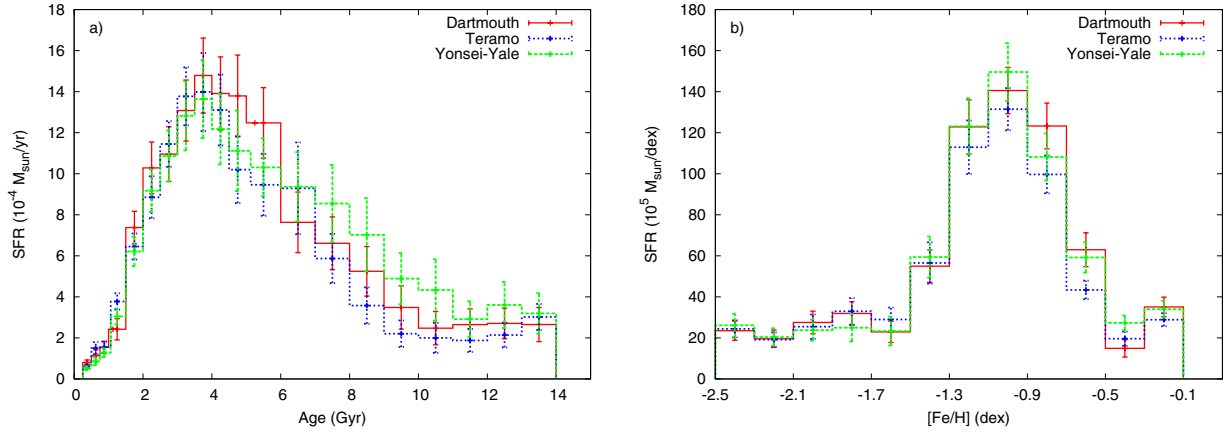 a)
Dartmouth
Teramo
Yonsei-Yale
SFR (10^-4 M_sun/yr)
18
16
14
12
10
8
6
4
2
0
0 2 4 6 8 10 12 14
Age (Gyr)
b)
Dartmouth
Teramo
Yonsei-Yale
SFR (10^5 M_sun/dex)
180
160
140
120
100
80
60
40
20
0
-2.5 -2.1 -1.7 -1.3 -0.9 -0.5 -0.1
[Fe/H] (dex)